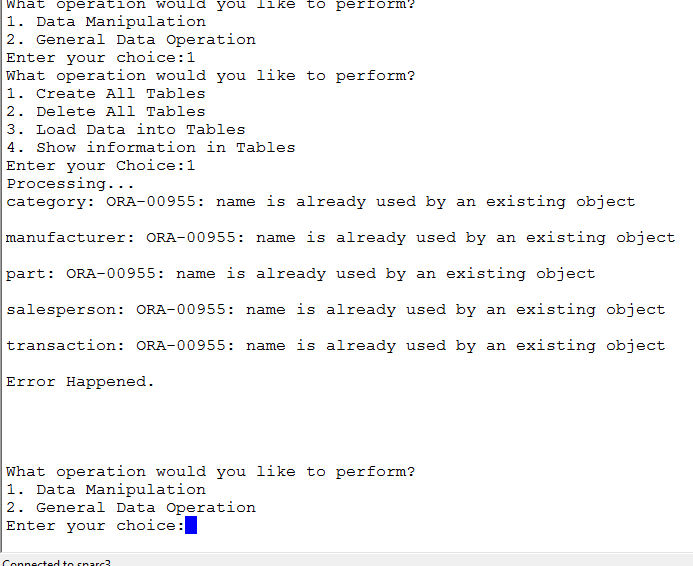 What operation would you like to perform?
1. Data Manipulation
2. General Data Operation
Enter your choice:1
What operation would you like to perform?
1. Create All Tables
2. Delete All Tables
3. Load Data into Tables
4. Show information in Tables
Enter your Choice:1
Processing...
category: ORA-00955: name is already used by an existing object
manufacturer: ORA-00955: name is already used by an existing object
part: ORA-00955: name is already used by an existing object
salesperson: ORA-00955: name is already used by an existing object
transaction: ORA-00955: name is already used by an existing object
Error Happened.
What operation would you like to perform?
1. Data Manipulation
2. General Data Operation
Enter your choice:
Connected to sparc3